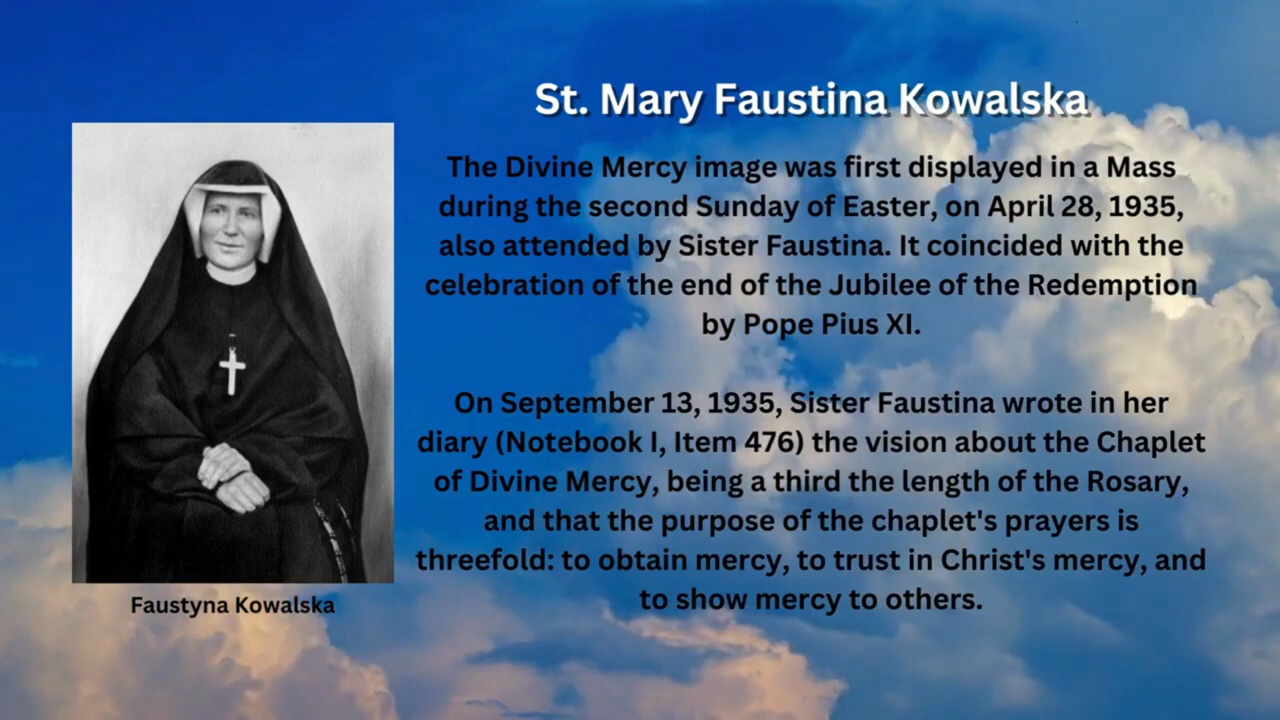 St. Mary Faustina Kowalska
The Divine Mercy image was first displayed in a Mass
during the second Sunday of Easter, on April 28, 1935,
also attended by Sister Faustina. It coincided with the
celebration of the end of the Jubilee of the Redemption
by Pope Pius XI.
On September 13, 1935, Sister Faustina wrote in her
diary (Notebook I, Item 476) the vision about the Chaplet
of Divine Mercy, being a third the length of the Rosary,
and that the purpose of the chaplet's prayers is
threefold: to obtain mercy, to trust in Christ's mercy, and
to show mercy to others.
Faustyna Kowalska